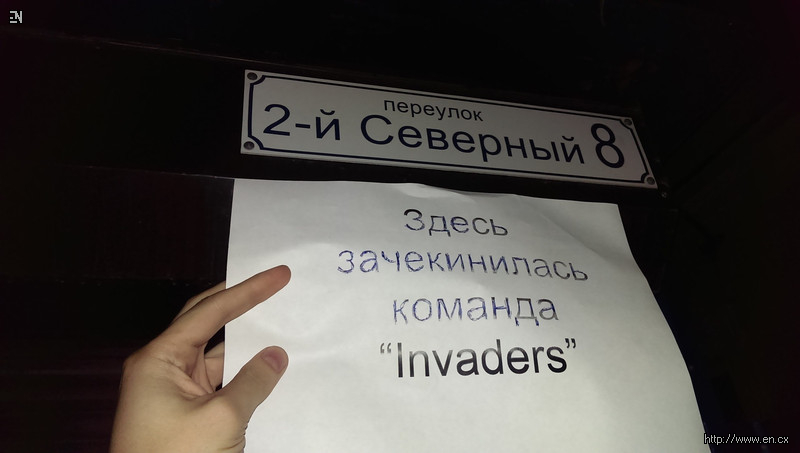 EN
переулок
2-й Северный 8
Здесь
зачекинилась
команда
“Invaders”
http://www.en.cx